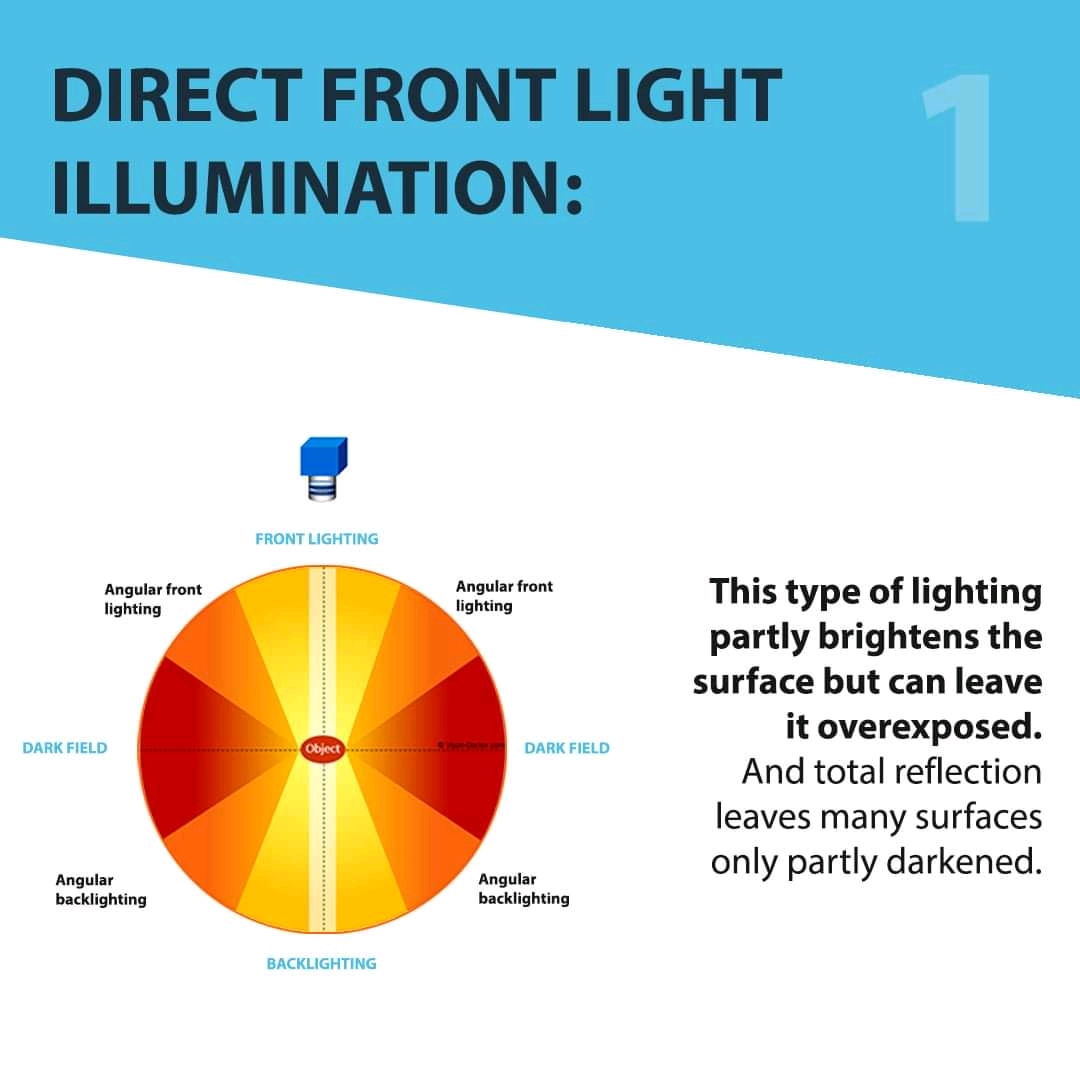 DIRECT FRONT LIGHT
ILLUMINATION:
1
FRONT LIGHTING
Angular front
lighting
Angular front
lighting
DARK FIELD
Object
DARK FIELD
Angular
backlighting
Angular
backlighting
BACKLIGHTING
This type of lighting
partly brightens the
surface but can leave
it overexposed.
And total reflection
leaves many surfaces
only partly darkened.